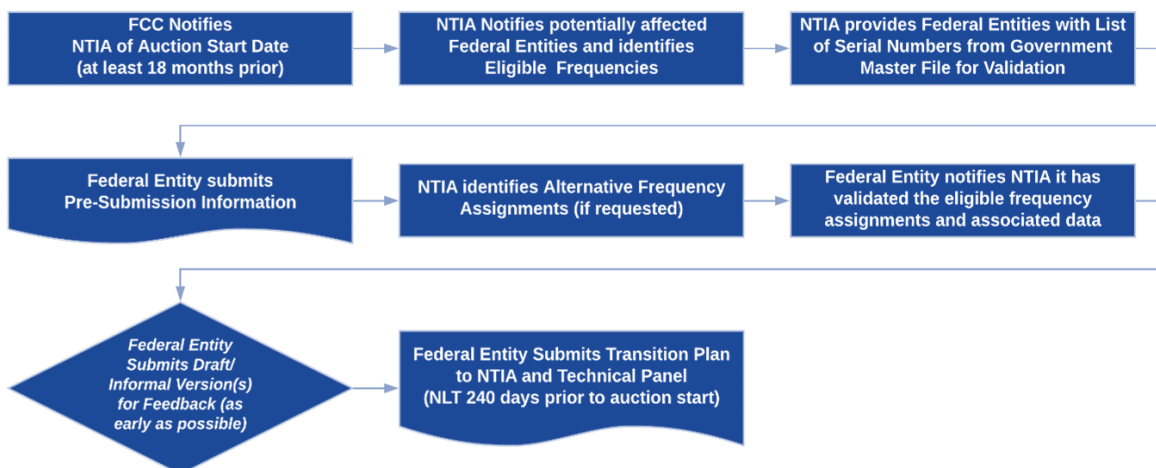 FCC Notifies
NTIA of Auction Start Date
(at least 18 months prior)
NTIA Notifies potentially affected
Federal Entities and identifies
Eligible Frequencies
NTIA provides Federal Entities with List
of Serial Numbers from Government
Master File for Validation
Federal Entity submits
Pre-Submission Information
NTIA identifies Alternative Frequency
Assignments (if requested)
Federal Entity notifies NTIA it has
validated the eligible frequency
assignments and associated data
Federal Entity
Submits Draft/
Informal Version(s)
for Feedback (as
early as possible)
Federal Entity Submits Transition Plan
to NTIA and Technical Panel
(NLT 240 days prior to auction start)